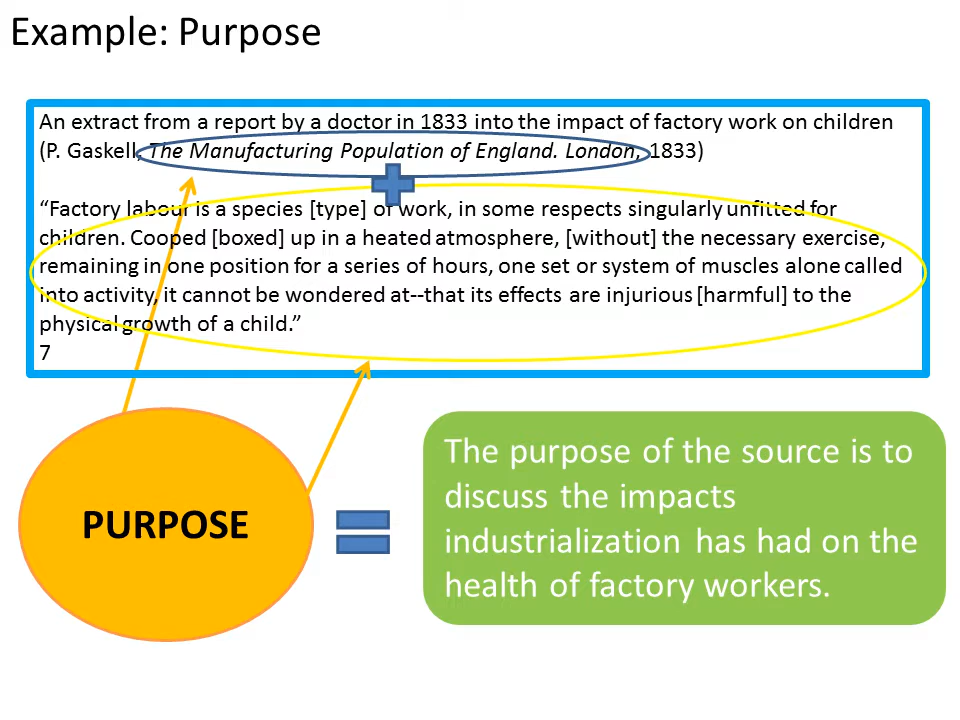 Example: Purpose
An extract from a report by a doctor in 1833 into the impact of factory work on children
(P. Gaskell, The Manufacturing Population of England. London, 1833)
“Factory labour is a species [type] of work, in some respects singularly unfitted for
children. Cooped [boxed] up in a heated atmosphere, [without] the necessary exercise,
remaining in one position for a series of hours, one set or system of muscles alone called
into activity, it cannot be wondered at--that its effects are injurious [harmful] to the
physical growth of a child.”
7
PURPOSE
The purpose of the source is to
discuss the impacts
industrialization has had on the
health of factory workers.